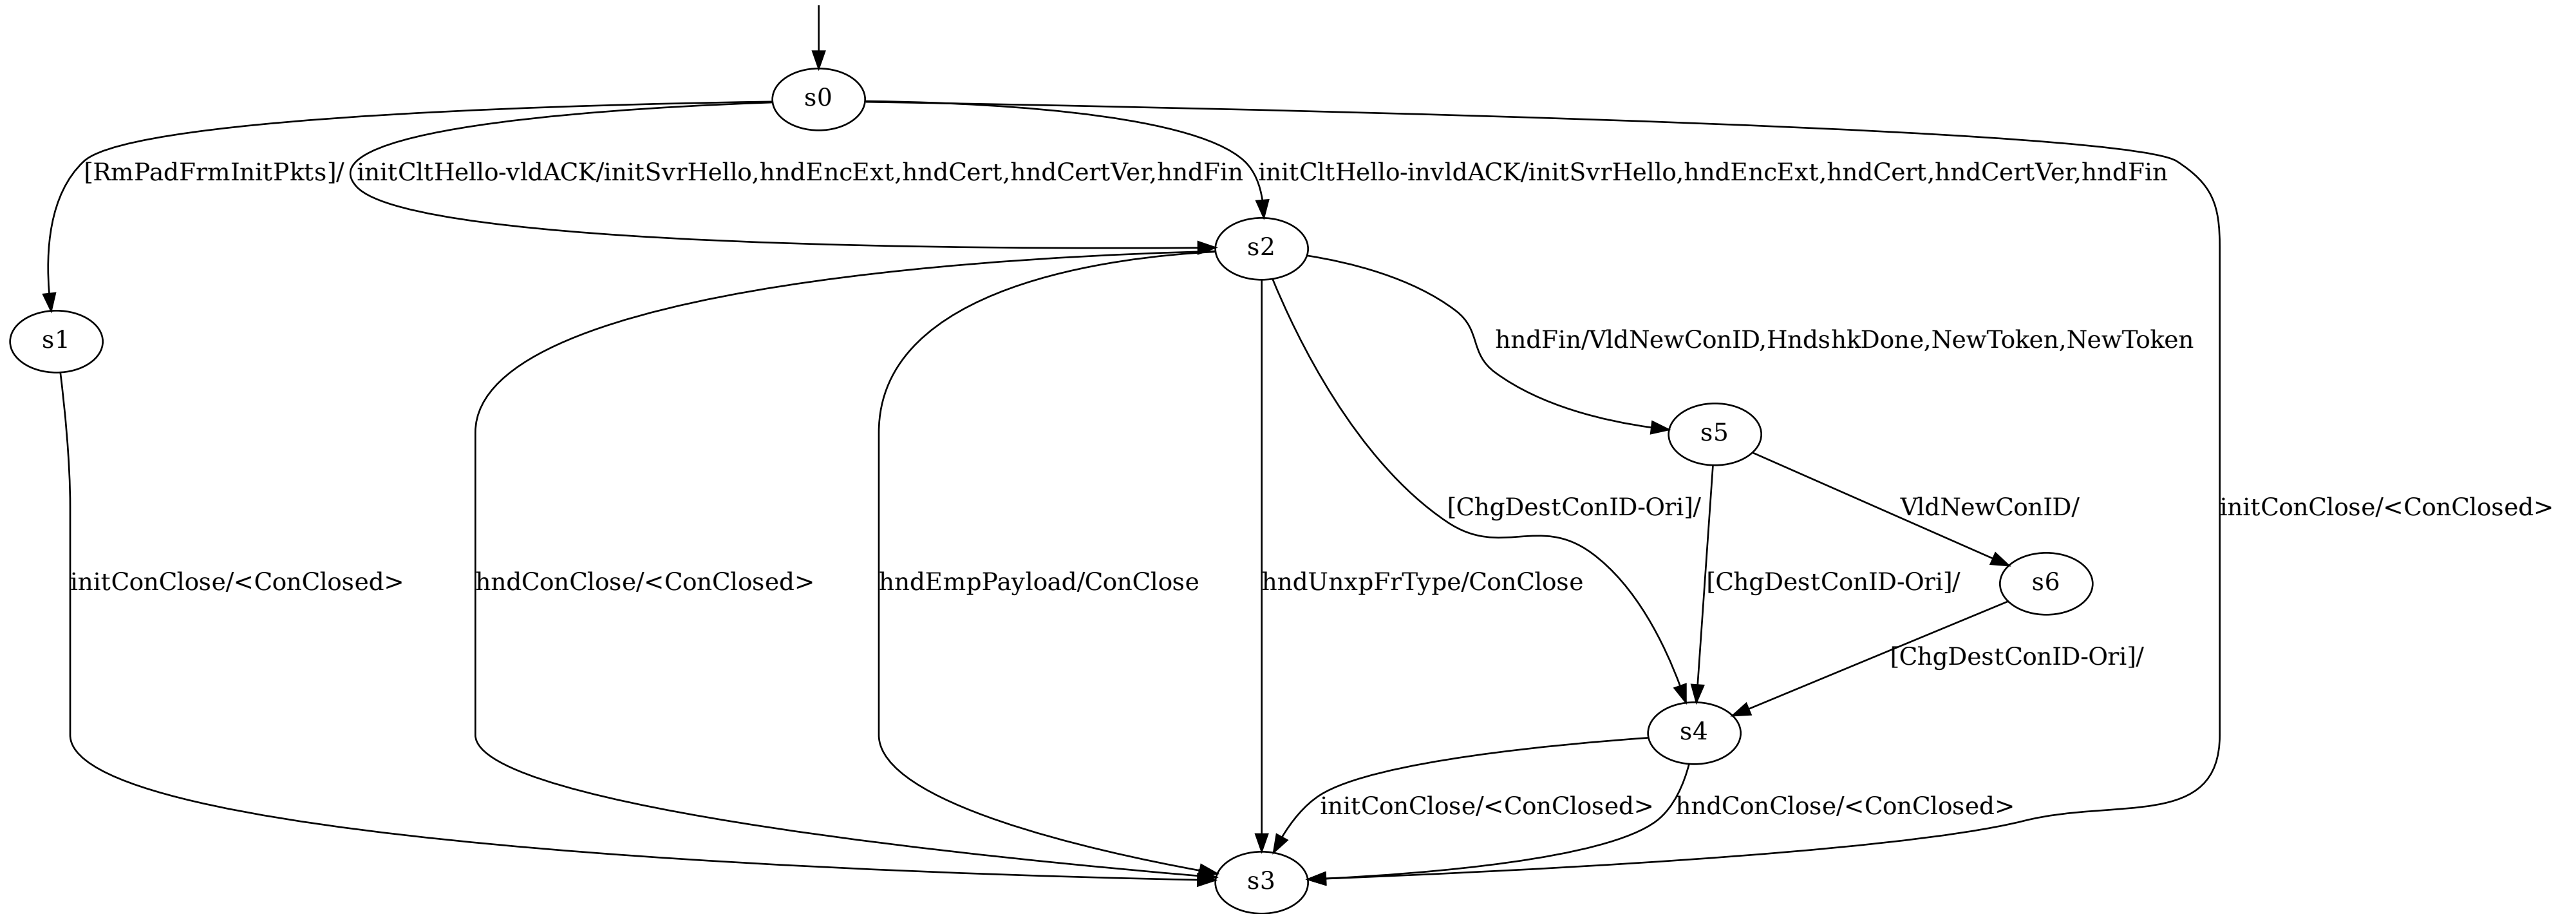 s0
[RmPadFrmInitPkts]/
initCltHello-vldACK/initSvrHello,hndEncExt,hndCert,hndCertVer,hndFin
initCltHello-invldACK/initSvrHello,hndEncExt,hndCert,hndCertVer,hndFin
s2
s1
hndFin/VldNewConID,HndshkDone,NewToken,NewToken
s5
[ChgDestConID-Ori]/
VldNewConID/
initConClose/<ConClosed>
initConClose/<ConClosed>
hndConClose/<ConClosed>
hndEmpPayload/ConClose
hndUnxpFrType/ConClose
[ChgDestConID-Ori]/
s6
[ChgDestConID-Ori]/
s4
initConClose/<ConClosed>
hndConClose/<ConClosed>
s3